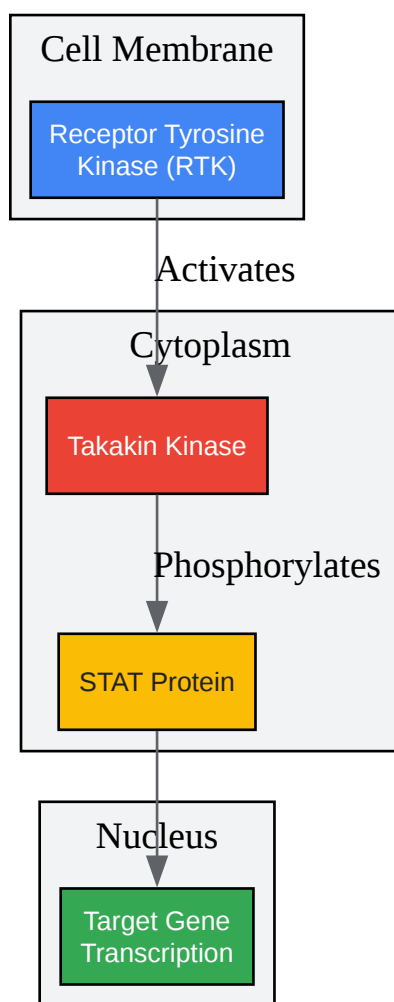 Cell Membrane
Receptor Tyrosine
Kinase (RTK)
Activates
Cytoplasm
Takakin Kinase
Phosphorylates
STAT Protein
Nucleus
Target Gene
Transcription